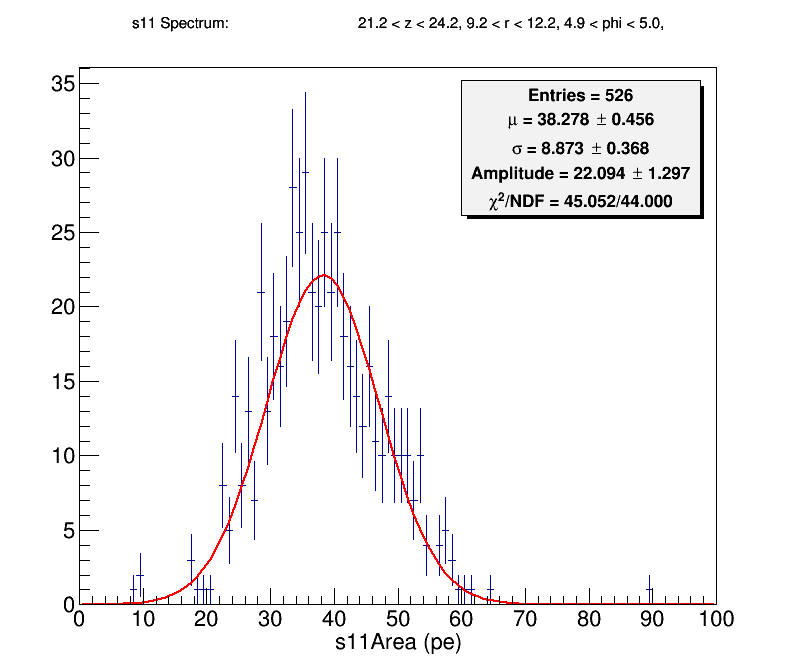 s11 Spectrum: 21.2 < z < 24.2, 9.2 < r < 12.2, 4.9 < phi < 5.0,
Entries = 526
μ = 38.278 ± 0.456
σ = 8.873 ± 0.368
Amplitude = 22.094 ± 1.297
χ²/NDF = 45.052/44.000
35
30
25
20
15
10
5
0
0 10 20 30 40 50 60 70 80 90 100
s11Area (pe)